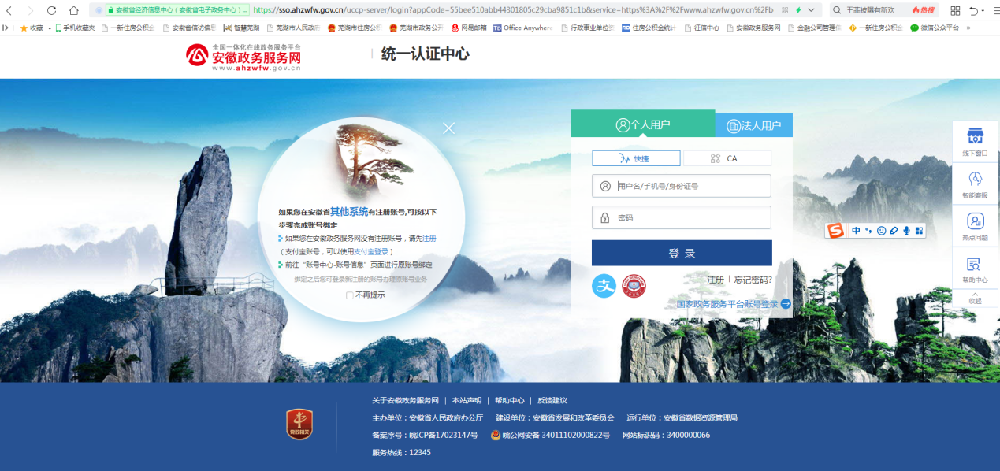 安徽省经济信息中心（安徽省电子政务中心）...
https://sso.ahzwfw.gov.cn/uccp-server/login?appCode=55bee510abb44301805c29cba9851c1b&service=https%3A%2F%2Fwww.ahzwfw.gov.cn%2Fb
王菲被曝有新欢
热搜
收藏
手机收藏夹
一新住房公积金
安徽省信访信息
智慧芜湖
芜湖市人民政府
芜湖市住房公积
芜湖市政务公开
网易邮箱
Office Anywhere
行政事业单位资
住房公积金统计
征信中心
安徽政务服务网
金融公司管理信
一新住房公积金
微信公众平台
全国一体化在线政务服务平台
安徽政务服务网
www.ahzwfw.gov.cn
统一认证中心
如果您在安徽省其他系统有注册账号,可按以下
步骤完成账号绑定
如果您在安徽政务服务网没有注册账号，请先注册
（支付宝账号，可以使用支付宝登录）
前往“账号中心-账号信息”页面进行原账号绑定
绑定之后您可登录新注册的账号办理原账号业务
不再提示
个人用户
法人用户
快捷
CA
用户名/手机号/身份证号
密码
登 录
支
注册
忘记密码?
国家政务服务平台账号登录
线下窗口
智能客服
热点问题
帮助中心
收起
S
中
党政机关
关于安徽政务服务网 | 本站声明 | 帮助中心 | 反馈建议
主办单位：安徽省人民政府办公厅 建设单位：安徽省发展和改革委员会 运行单位：安徽省数据资源管理局
备案序号：皖ICP备17023147号 皖公网安备 34011102000822号 网站标识码：3400000066
服务热线：12345